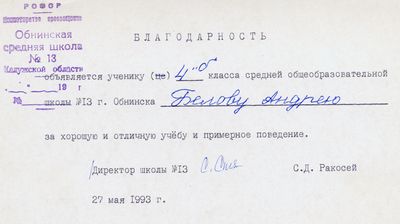 РСФСР
Министерство просвещения
Обнинская
средняя школа
№ 13
Калужской области
" " 19 г
№
БЛАГОДАРНОСТЬ
объявляется ученику (це) 4"б" класса средней общеобразовательной
школы №13 г. Обнинска Белову Андрею
за хорошую и отличную учёбу и примерное поведение.
Директор школы №13 С.Д. Ракосей
27 мая 1993 г.